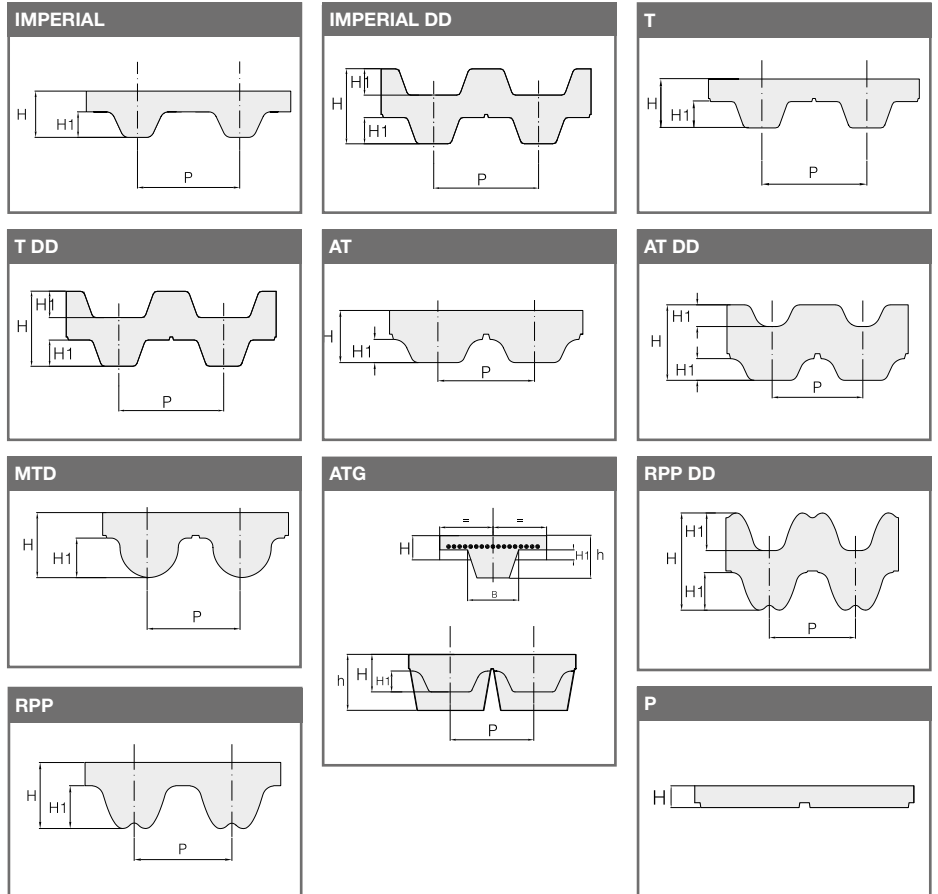 IMPERIAL
H
H1
P
IMPERIAL DD
H1
H
H1
P
T
H
H1
P
T DD
H1
H
H1
P
AT
H
H1
P
AT DD
H1
H
H1
P
MTD
H
H1
P
ATG
= =
H
H1
h
B
h
H
H1
P
RPP DD
H1
H
H1
P
RPP
H
H1
P
P
H